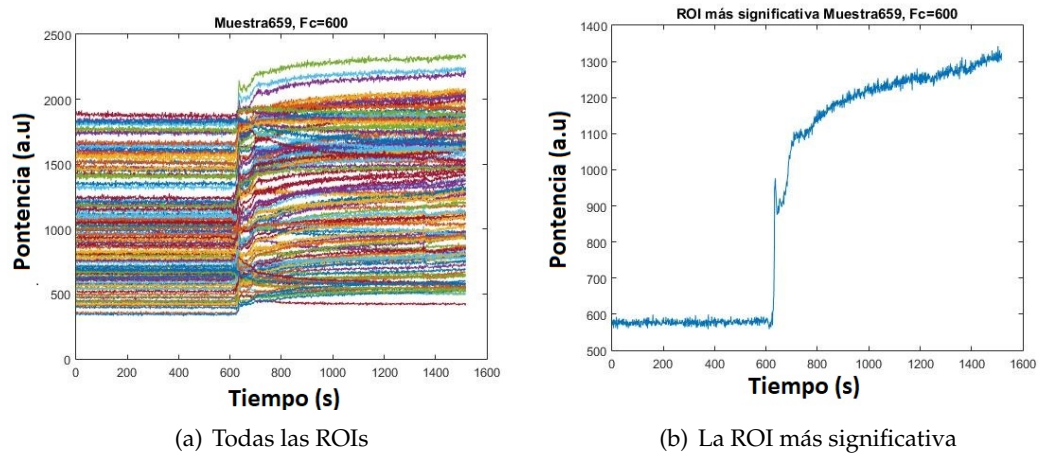 Muestra659, Fc=600
2500
2000
1500
1000
500
0
Pontencia (a.u)
0 200 400 600 800 1000 1200 1400 1600
Tiempo (s)
(a) Todas las ROIs
ROI más significativa Muestra659, Fc=600
1400
1300
1200
1100
1000
900
800
700
600
500
Pontencia (a.u)
0 200 400 600 800 1000 1200 1400 1600
Tiempo (s)
(b) La ROI más significativa